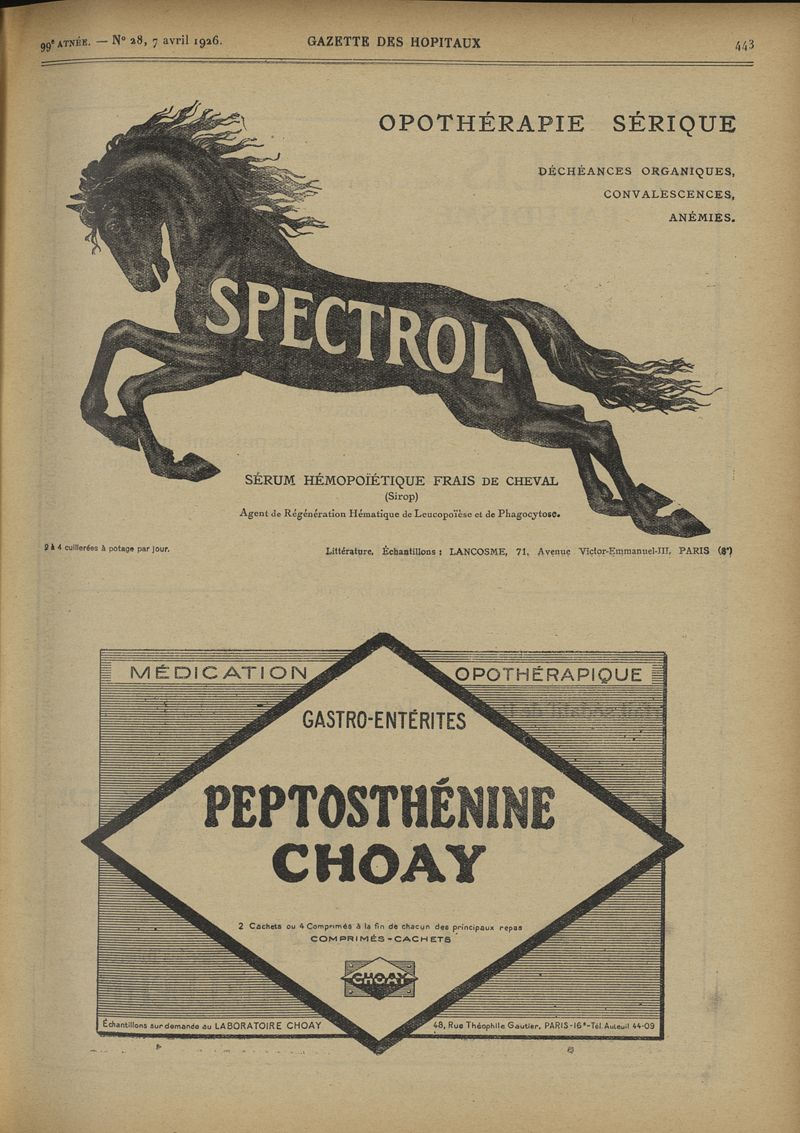 99e ATNÉE. — No 28, 7 avril 1926. GAZETTE DES HOPITAUX 443
OPOTHÉRAPIE SÉRIQUE
DÉCHÉANCES ORGANIQUES,
CONVALESCENCES,
ANÉMIES.
SPECTROL
SÉRUM HÉMOPOÏÉTIQUE FRAIS DE CHEVAL
(Sirop)
Agent de Régénération Hématique de Leucopoïèse et de Phagocytose.
2 à 4 cuillerées à potage par jour. Littérature, Échantillons : LANCOSME, 71, Avenue Victor-Emmanuel-III, PARIS (8e)
MÉDICATION OPOTHÉRAPIQUE
GASTRO-ENTÉRITES
PEPTOSTHÉNINE
CHOAY
2 Cachets ou 4 Comprimés à la fin de chacun des principaux repas
COMPRIMÉS - CACHETS
CHOAY
Échantillons sur demande au LABORATOIRE CHOAY 48, Rue Théophile Gautier, PARIS-16e-Tél. Auteuil 44-09